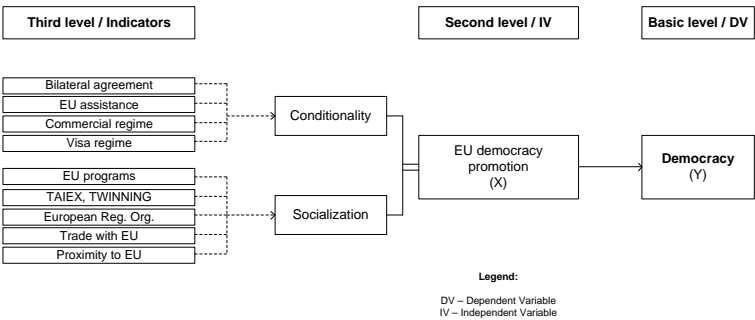 Third level / Indicators
Second level / IV
Basic level / DV
Bilateral agreement
EU assistance
Commercial regime
Visa regime
Conditionality
EU programs
TAIEX, TWINNING
European Reg. Org.
Trade with EU
Proximity to EU
Socialization
EU democracy
promotion
(X)
Democracy
(Y)
Legend:
DV – Dependent Variable
IV – Independent Variable